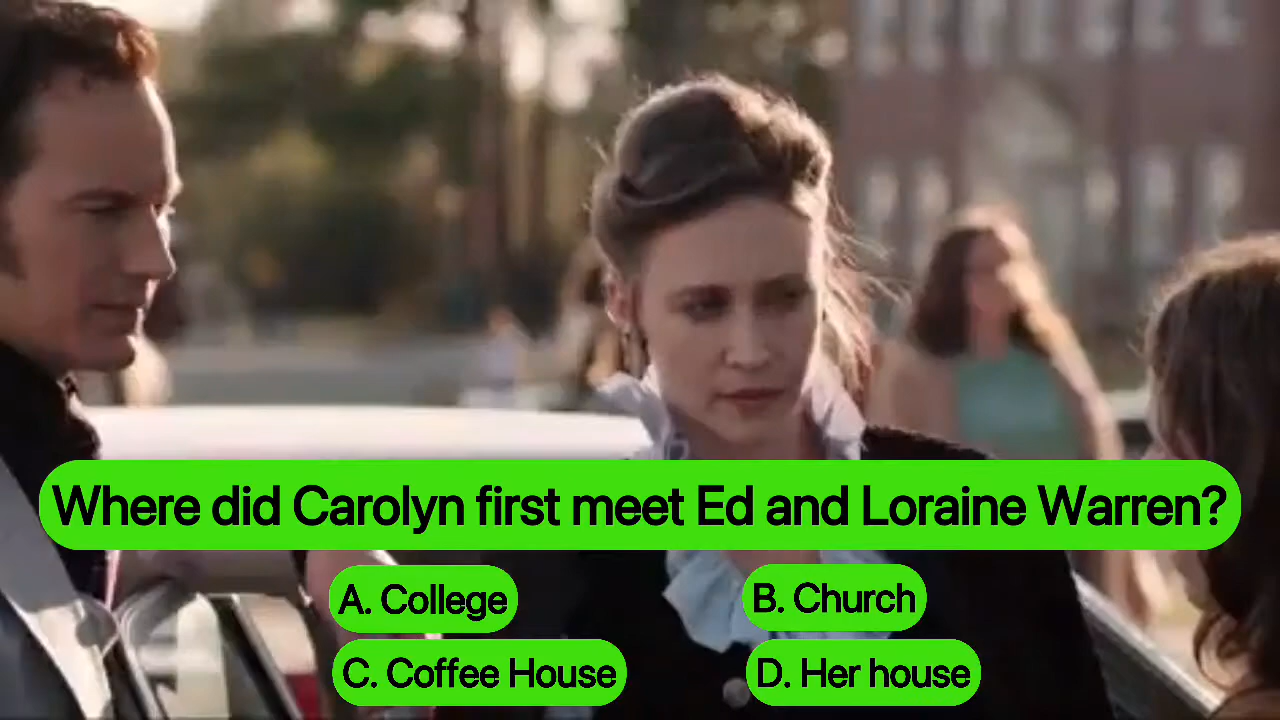 Where did Carolyn first meet Ed and Loraine Warren?
A. College
B. Church
C. Coffee House
D. Her house